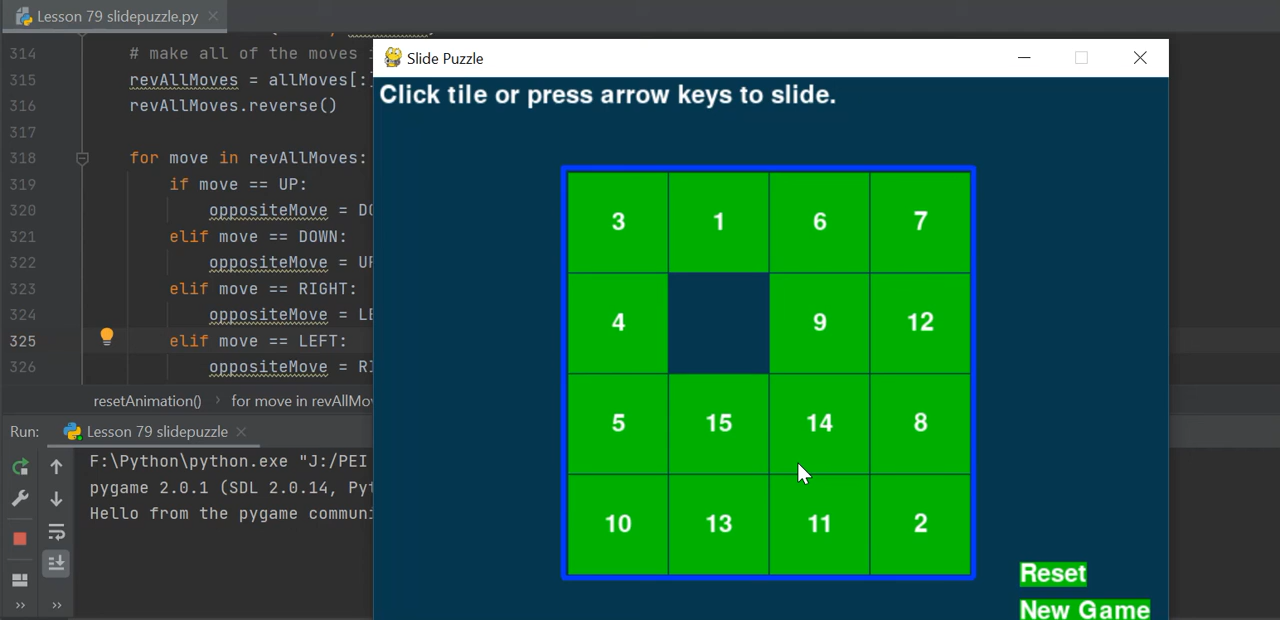 Lesson 79 slidepuzzle.py
314 # make all of the moves
315 revAllMoves = allMoves[:]
316 revAllMoves.reverse()
317
318 for move in revAllMoves:
319 if move == UP:
320 oppositeMove = DO
321 elif move == DOWN:
322 oppositeMove = UP
323 elif move == RIGHT:
324 oppositeMove = LE
325 elif move == LEFT:
326 oppositeMove = RI
resetAnimation() › for move in revAllMov
Run: Lesson 79 slidepuzzle
F:\Python\python.exe "J:/PEI
pygame 2.0.1 (SDL 2.0.14, Pyt
Hello from the pygame communi
Slide Puzzle
Click tile or press arrow keys to slide.
3 1 6 7
4 9 12
5 15 14 8
10 13 11 2
Reset
New Game